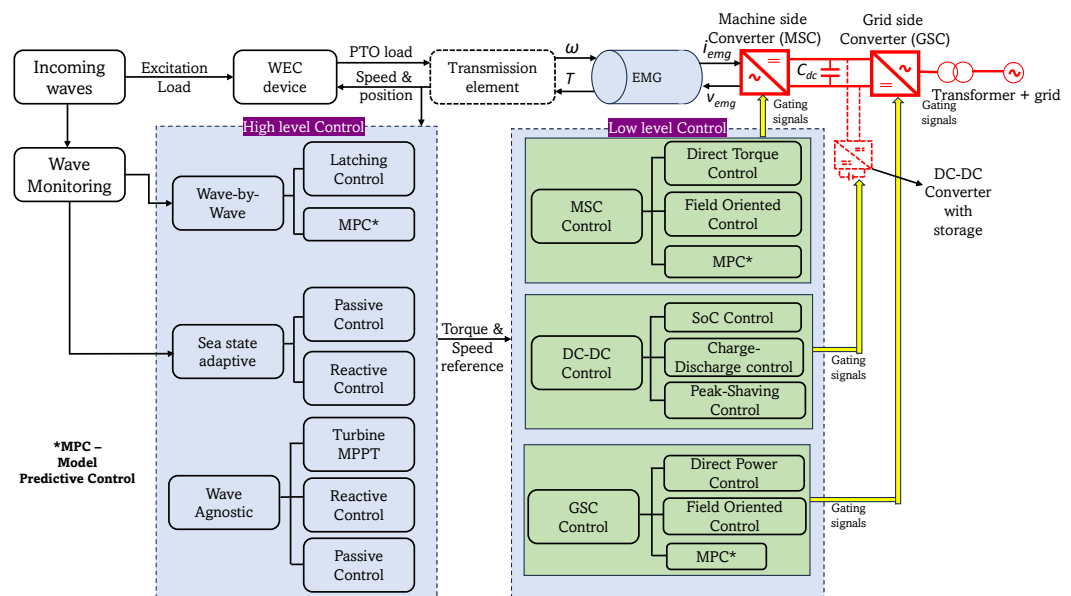 Incoming
waves
Excitation
Load
WEC
device
PTO load
Speed &
position
Transmission
element
ω
T
EMG
i_emg
v_emg
Machine side
Converter (MSC)
C_dc
Grid side
Converter (GSC)
Transformer + grid
Gating
signals
Gating
signals
DC-DC
Converter
with
storage
Wave
Monitoring
High level Control
Wave-by-
Wave
Latching
Control
MPC*
Sea state
adaptive
Passive
Control
Reactive
Control
Wave
Agnostic
Turbine
MPPT
Reactive
Control
Passive
Control
*MPC –
Model
Predictive Control
Torque &
Speed
reference
Low level Control
MSC
Control
Direct Torque
Control
Field Oriented
Control
MPC*
DC-DC
Control
SoC Control
Charge-
Discharge control
Peak-Shaving
Control
Gating
signals
GSC
Control
Direct Power
Control
Field Oriented
Control
MPC*
Gating
signals